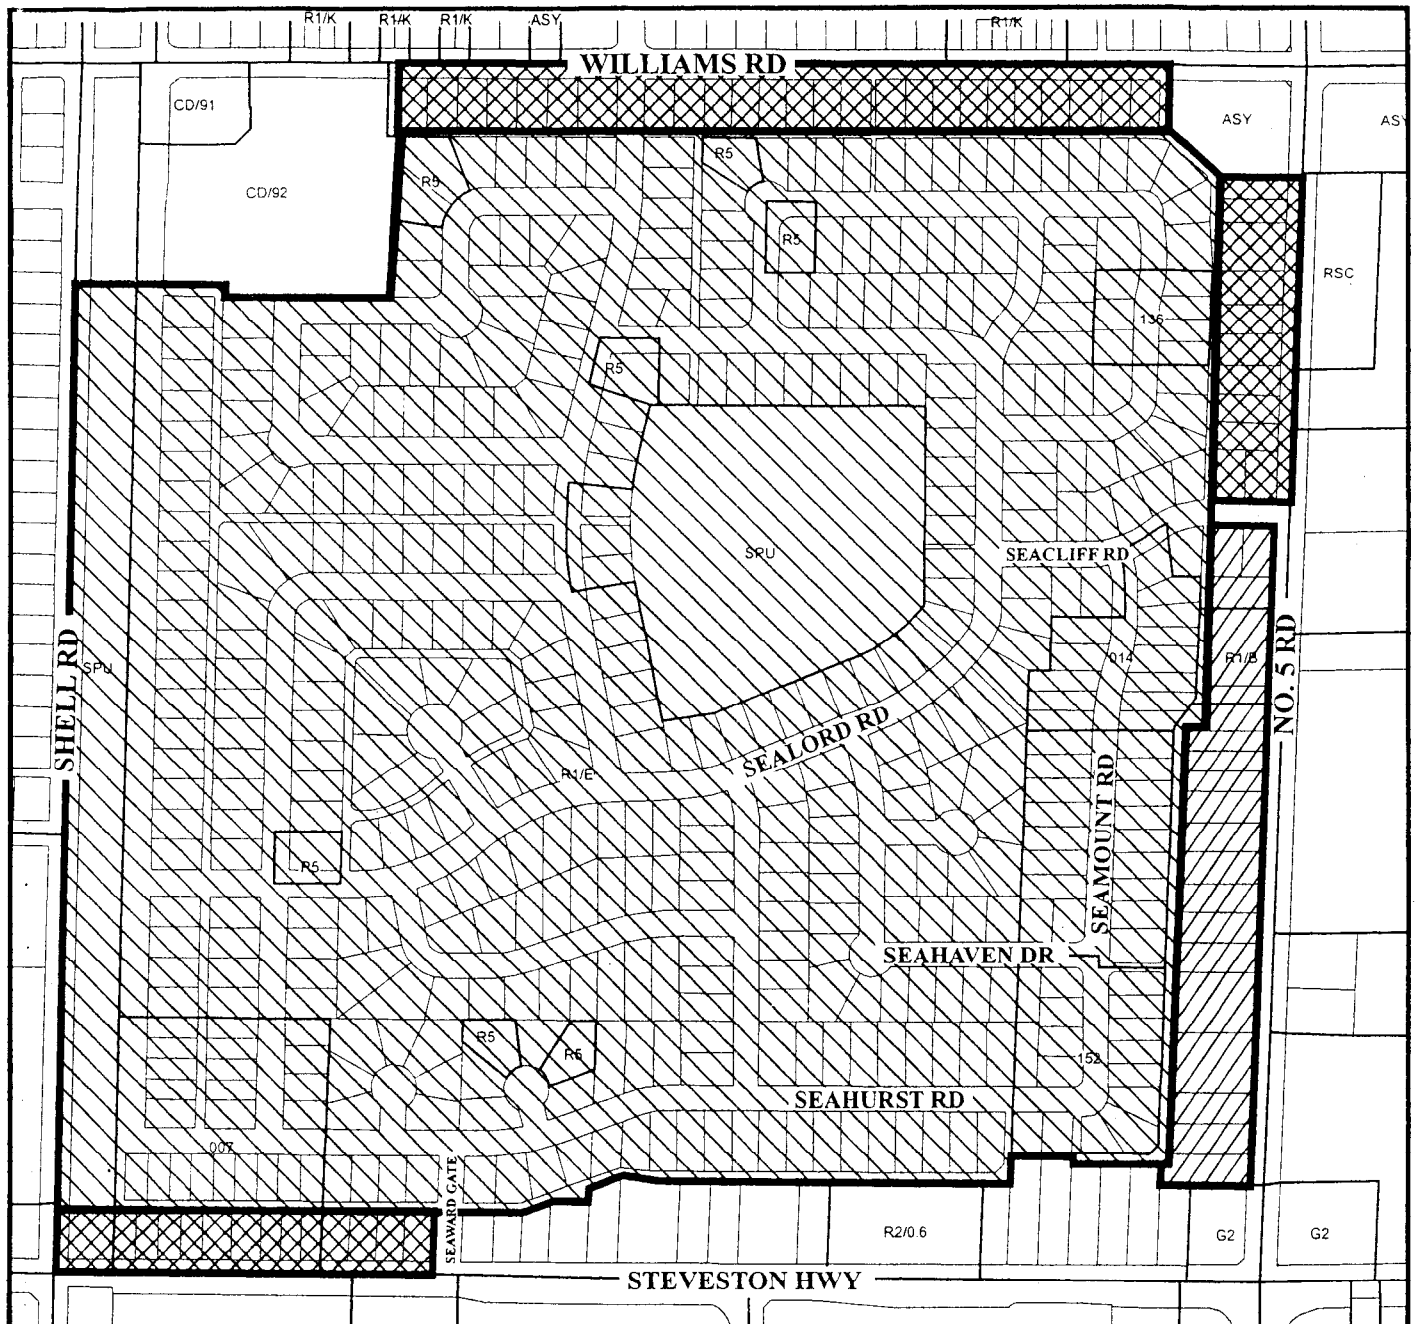 R1/K
R1/K
R1/K
ASY
R1/K
WILLIAMS RD
CD/91
ASY
CD/92
R5
R5
R5
RSC
136
R5
SPU
SEACLIFF RD
SHELL RD
SPU
014
R1/B
NO. 5 RD
SEALORD RD
R1/E
SEAMOUNT RD
R5
SEAHAVEN DR
R5
R5
152
SEAHURST RD
007
SEAWARD GATE
R2/0.6
G2
G2
STEVESTON HWY